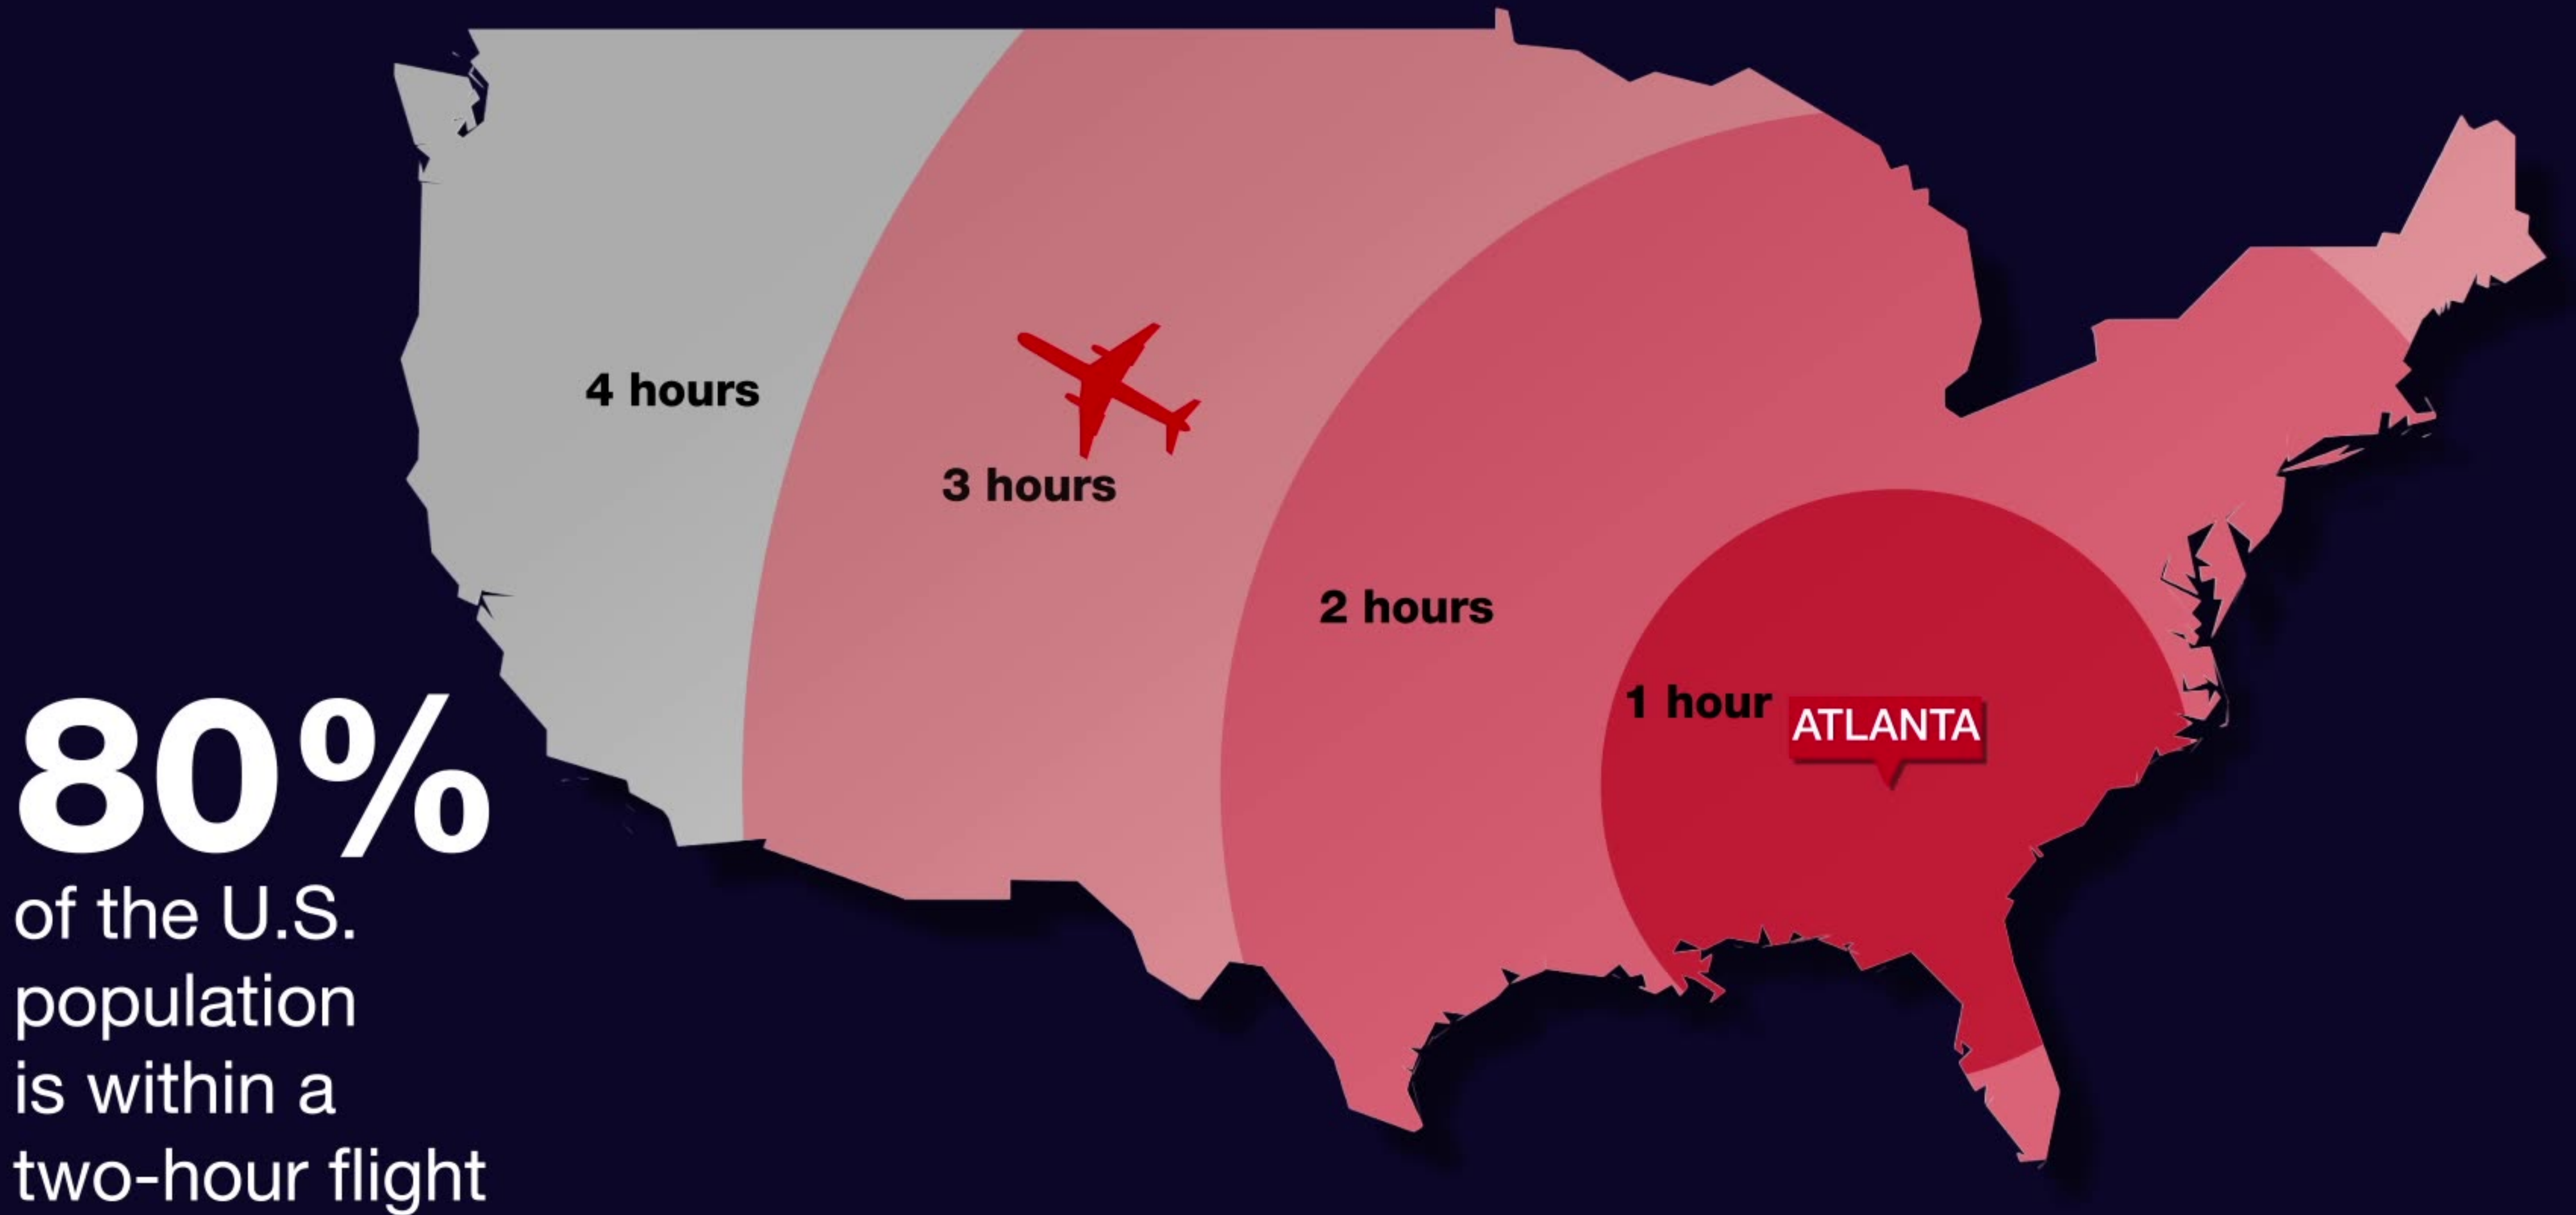 4 hours
3 hours
2 hours
1 hour
ATLANTA
80%
of the U.S.
population
is within a
two-hour flight